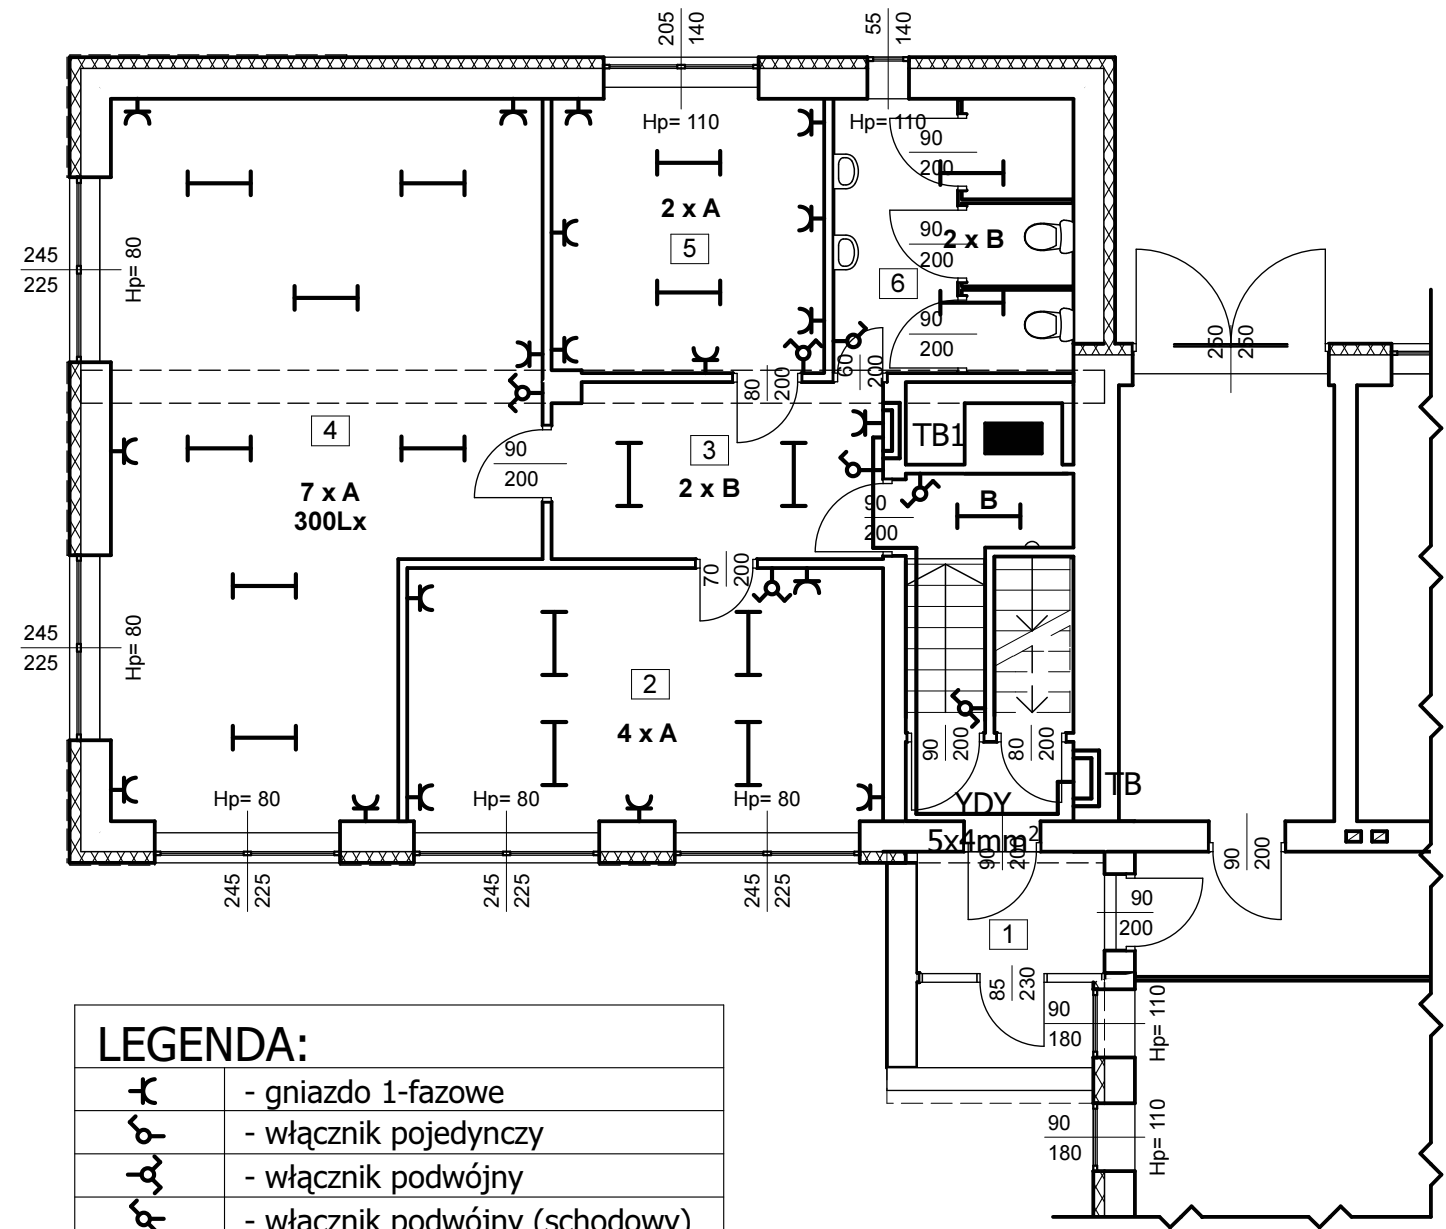 205
140
55
140
Hp= 110
Hp= 110
90
200
2 x A
5
90
200
2 x B
6
90
200
245
225
Hp= 80
250
250
60
200
80
200
4
7 x A
300Lx
90
200
3
2 x B
TB1
90
200
B
70
200
245
225
Hp= 80
2
4 x A
90
200
80
200
TB
Hp= 80
Hp= 80
Hp= 80
YDY
5x4mm²
90
200
90
200
245
225
245
225
245
225
90
200
1
85
230
90
180
Hp= 110
90
180
Hp= 110
LEGENDA:
- gniazdo 1-fazowe
- włącznik pojedynczy
- włącznik podwójny
- włącznik podwójny (schodowy)